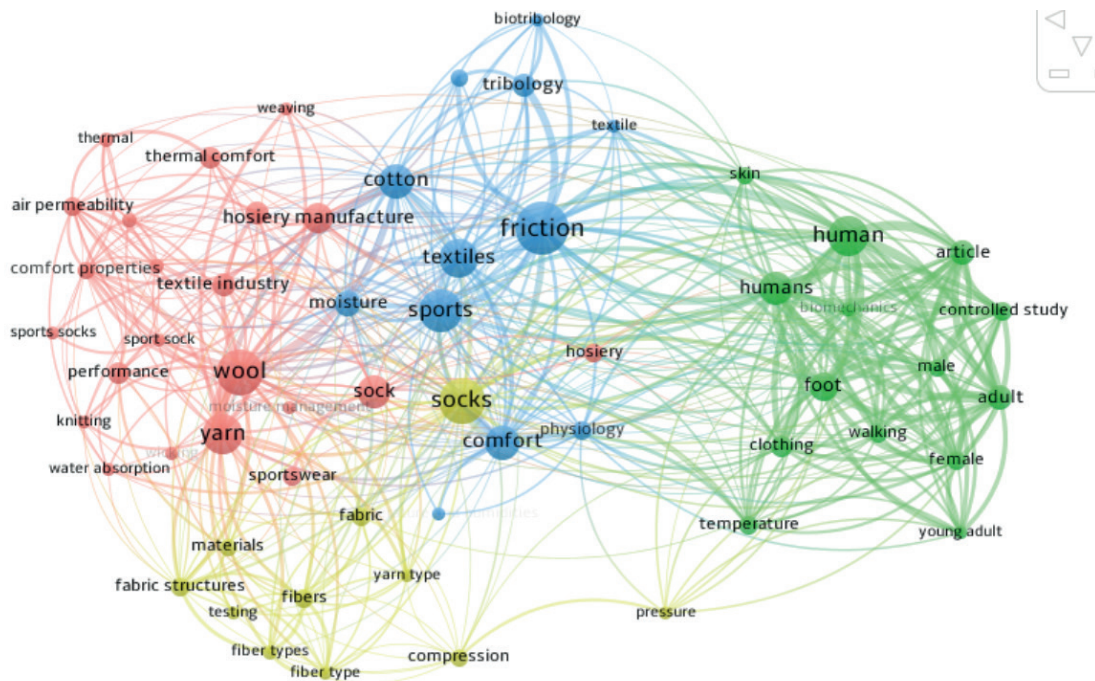 biotribology
tribology
weaving
textile
thermal
thermal comfort
skin
cotton
air permeability
hosiery manufacture
friction
human
article
comfort properties
textiles
textile industry
humans
moisture
sports
biomechanics
controlled study
sports socks
sport sock
hosiery
performance
wool
male
foot
sock
socks
adult
moisture management
knitting
yarn
comfort
physiology
walking
clothing
wicking
water absorption
sportswear
female
fabric
temperature
young adult
materials
yarn type
fabric structures
fibers
testing
pressure
fiber types
compression
fiber type